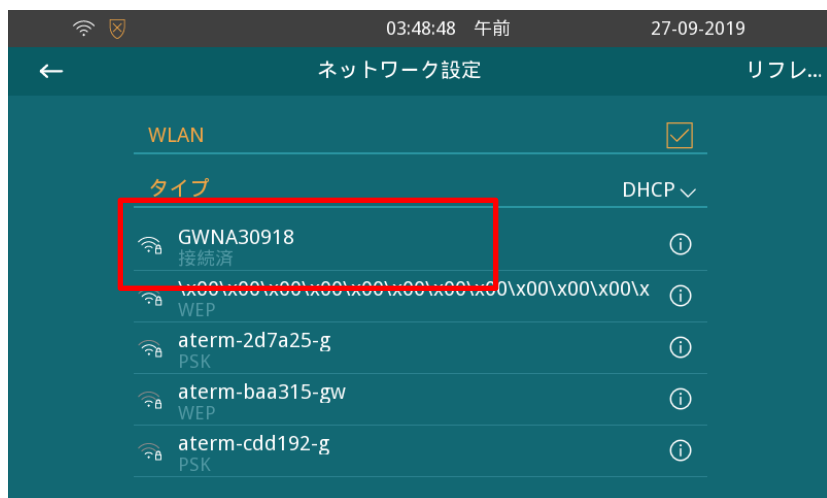 03:48:48 午前 27-09-2019
ネットワーク設定 リフレ...
WLAN
タイプ DHCP
GWNA30918
接続済
\x00\x00\x00\x00\x00\x00\x00\x00\x00\x00\x00\x
WEP
aterm-2d7a25-g
PSK
aterm-baa315-gw
WEP
aterm-cdd192-g
PSK